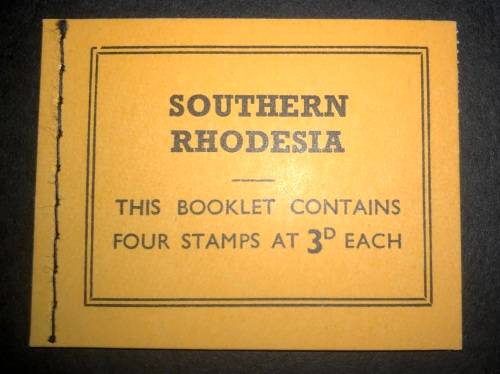 SOUTHERN
RHODESIA
THIS BOOKLET CONTAINS
FOUR STAMPS AT 3D EACH